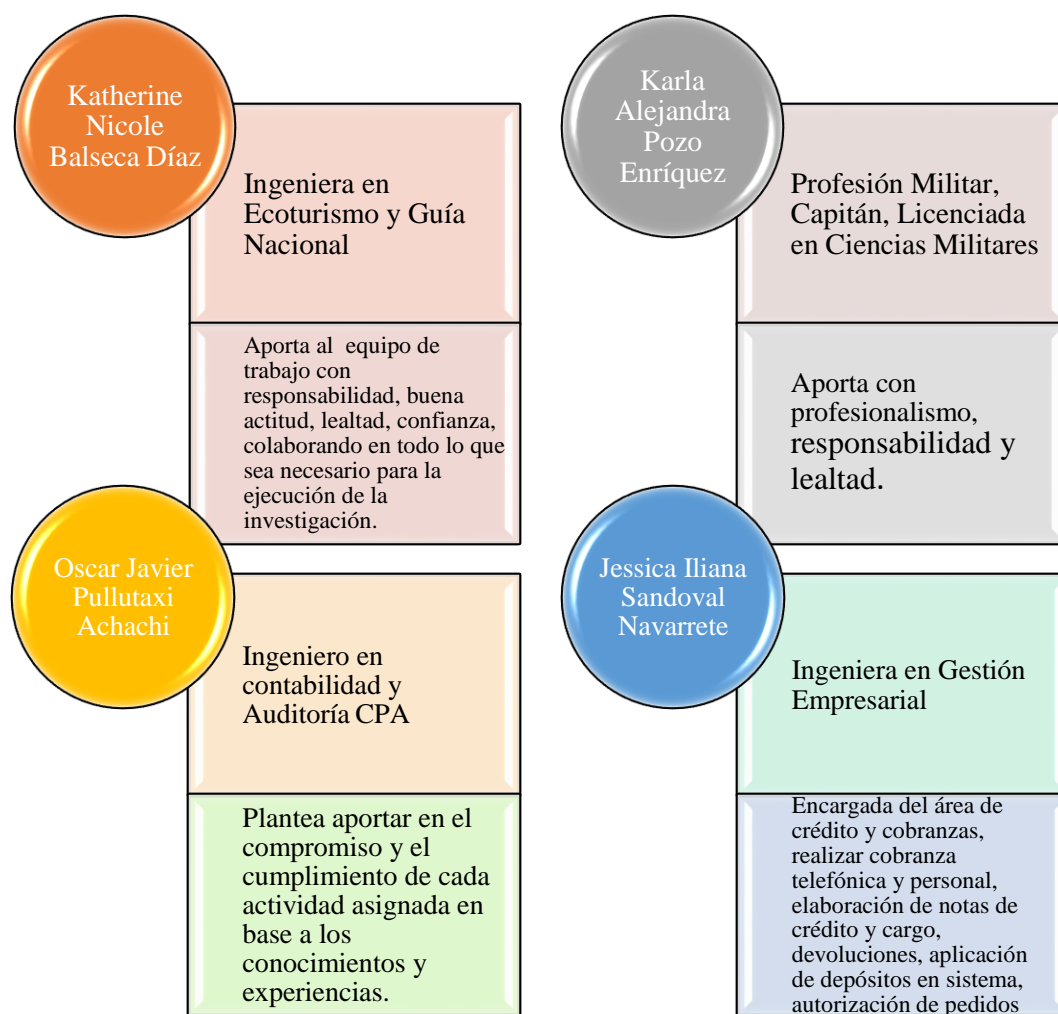 Katherine
Nicole
Balseca Díaz
Ingeniera en
Ecoturismo y Guía
Nacional
Aporta al equipo de
trabajo con
responsabilidad, buena
actitud, lealtad, confianza,
colaborando en todo lo que
sea necesario para la
ejecución de la
investigación.
Karla
Alejandra
Pozo
Enríquez
Profesión Militar,
Capitán, Licenciada
en Ciencias Militares
Aporta con
profesionalismo,
responsabilidad y
lealtad.
Oscar Javier
Pullutaxi
Achachi
Ingeniero en
contabilidad y
Auditoría CPA
Plantea aportar en el
compromiso y el
cumplimiento de cada
actividad asignada en
base a los
conocimientos y
experiencias.
Jessica Iliana
Sandoval
Navarrete
Ingeniera en Gestión
Empresarial
Encargada del área de
crédito y cobranzas,
realizar cobranza
telefónica y personal,
elaboración de notas de
crédito y cargo,
devoluciones, aplicación
de depósitos en sistema,
autorización de pedidos